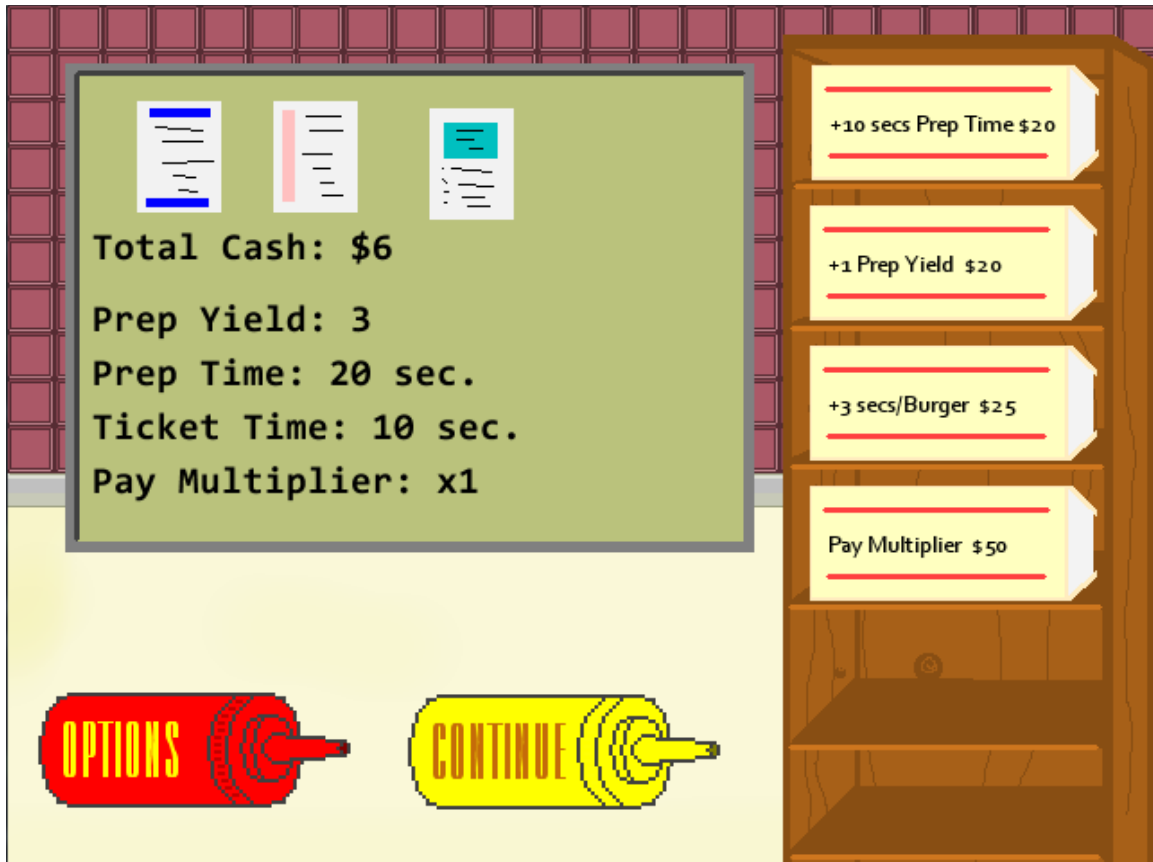 Total Cash: $6
Prep Yield: 3
Prep Time: 20 sec.
Ticket Time: 10 sec.
Pay Multiplier: x1
+10 secs Prep Time $20
+1 Prep Yield $20
+3 secs/Burger $25
Pay Multiplier $50
OPTIONS
CONTINUE